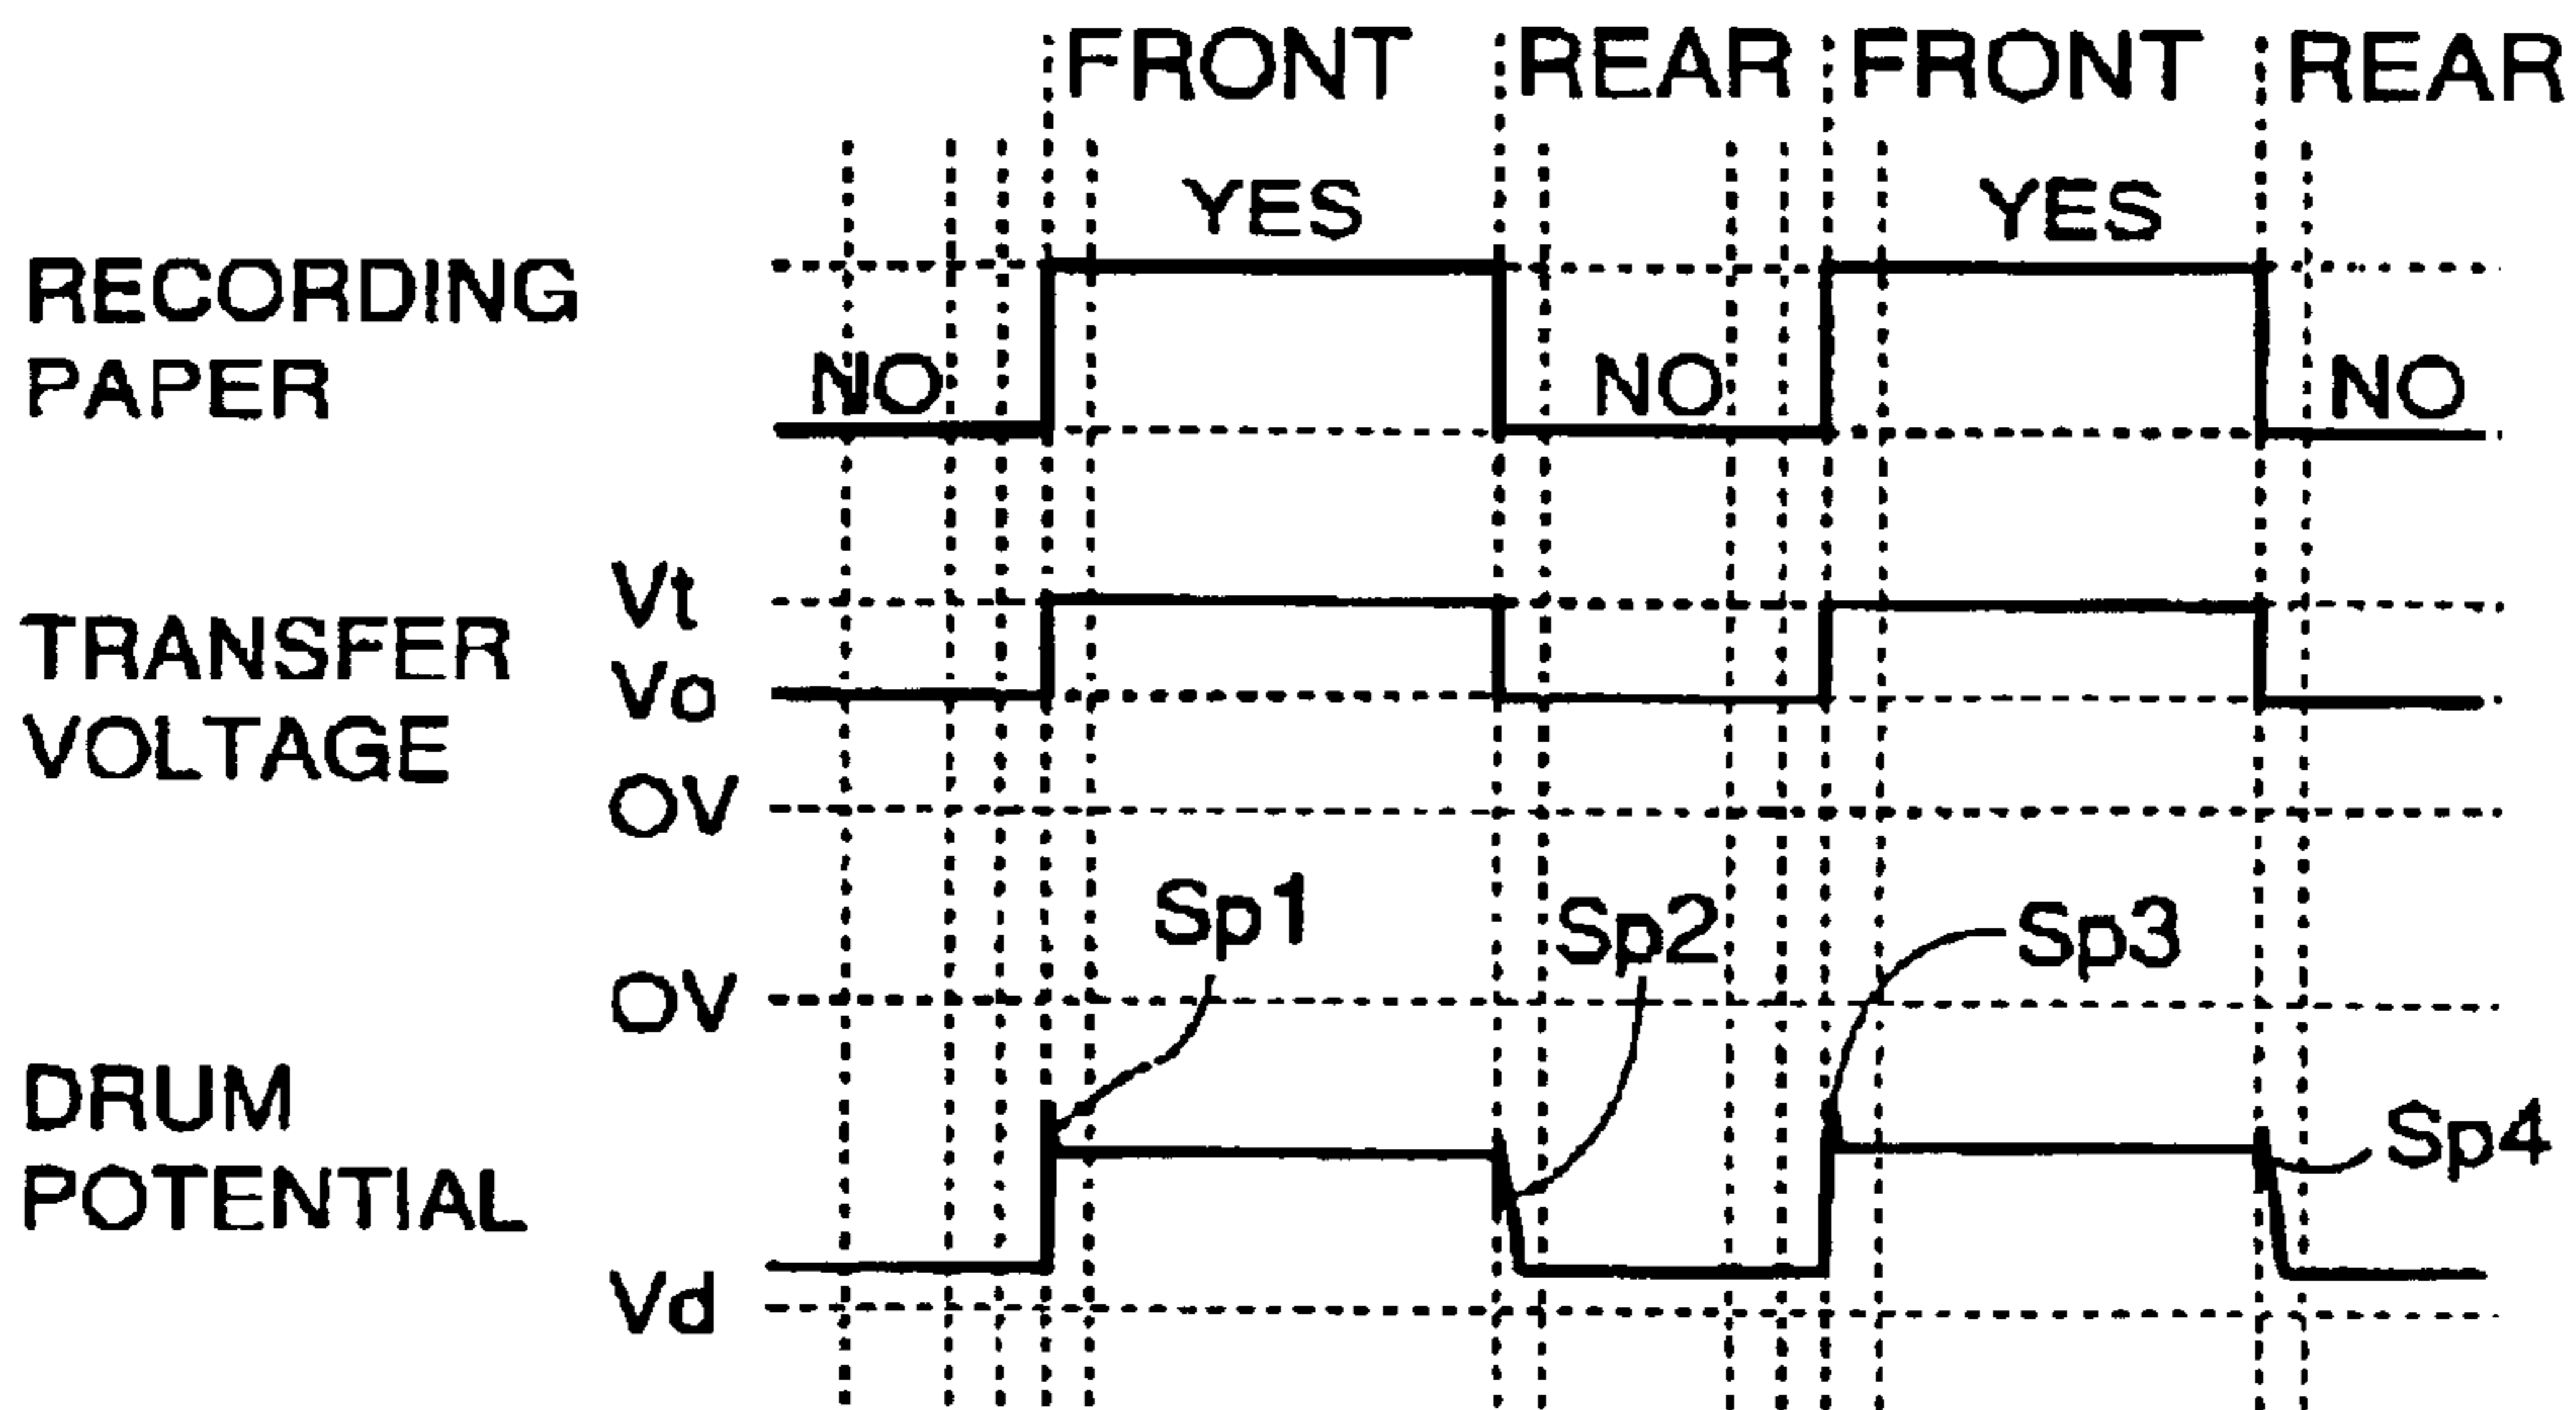 FRONT REAR FRONT REAR
YES YES
RECORDING
PAPER
NO NO NO
Vt
TRANSFER
VOLTAGE
Vo
OV
Sp1 Sp2 Sp3
OV
DRUM
POTENTIAL
Sp4
Vd